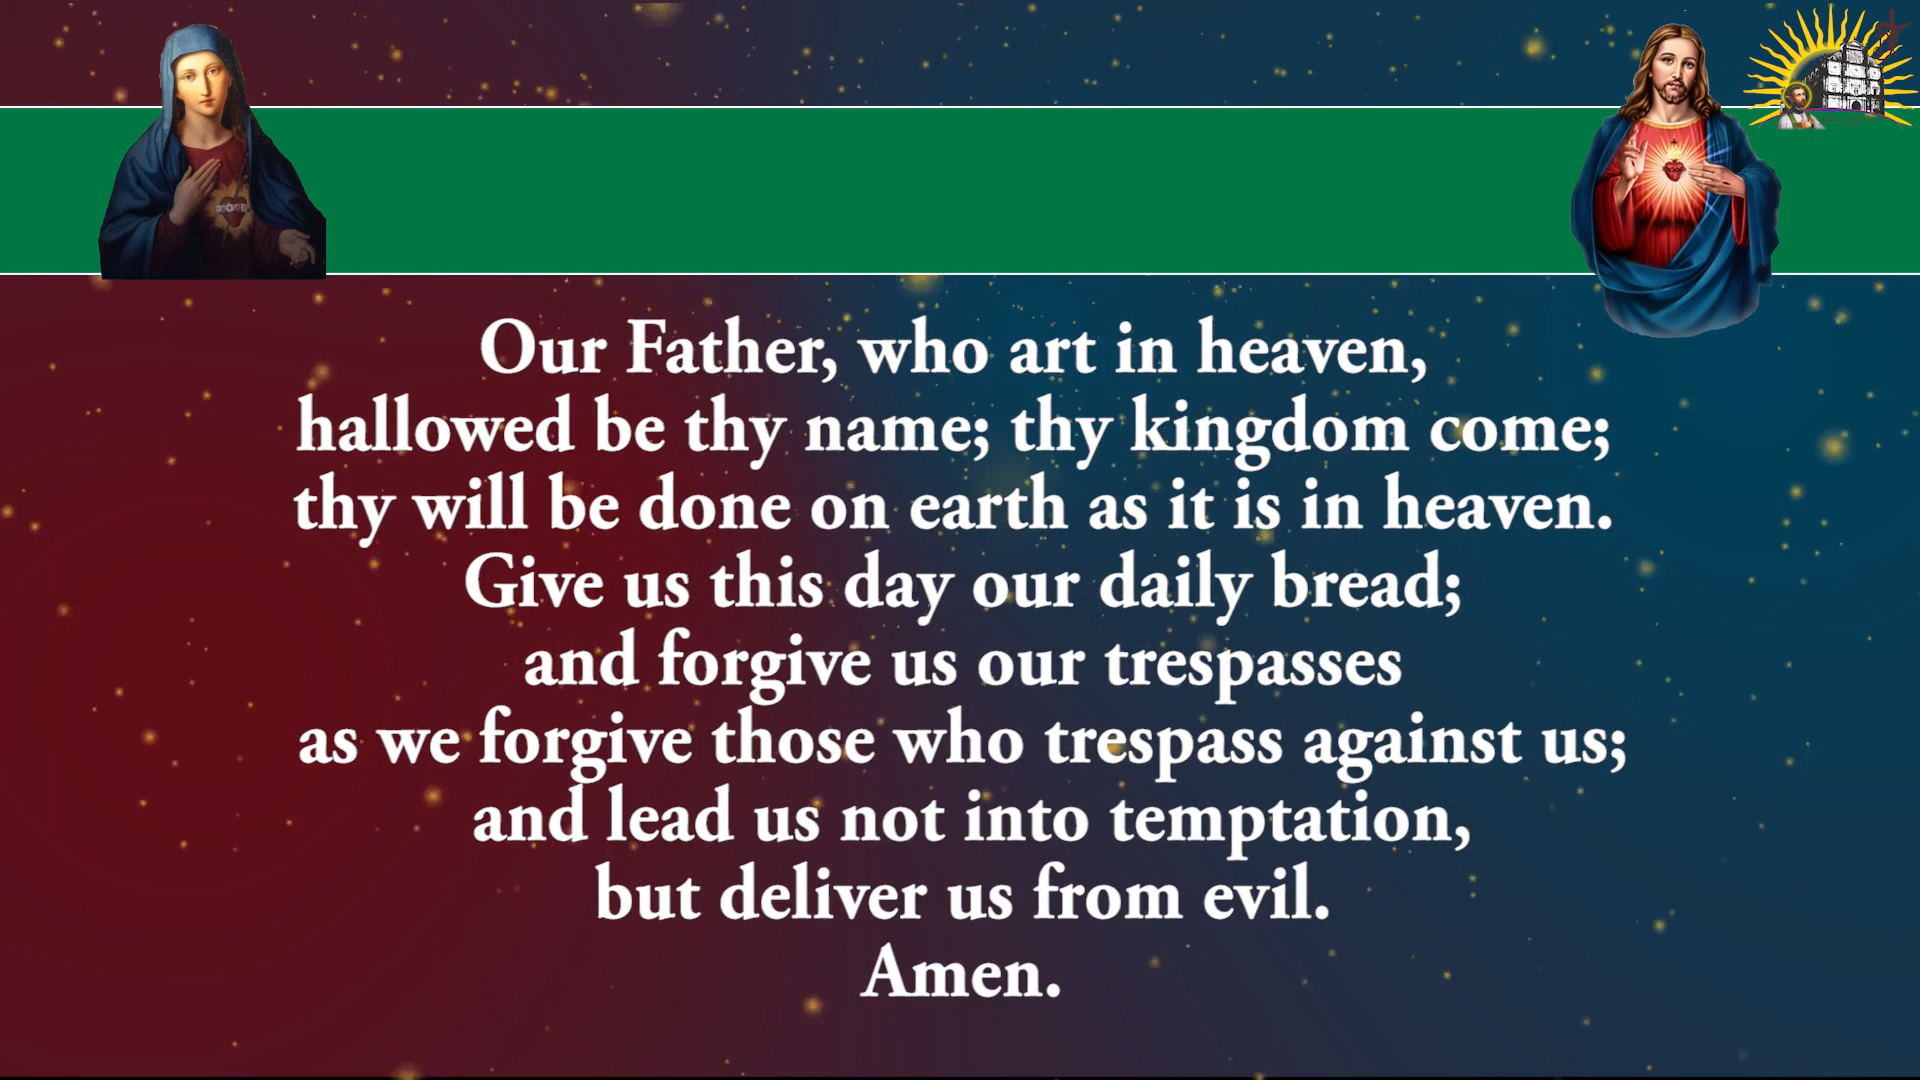 Our Father, who art in heaven,
hallowed be thy name; thy kingdom come;
thy will be done on earth as it is in heaven.
Give us this day our daily bread;
and forgive us our trespasses
as we forgive those who trespass against us;
and lead us not into temptation,
but deliver us from evil.
Amen.